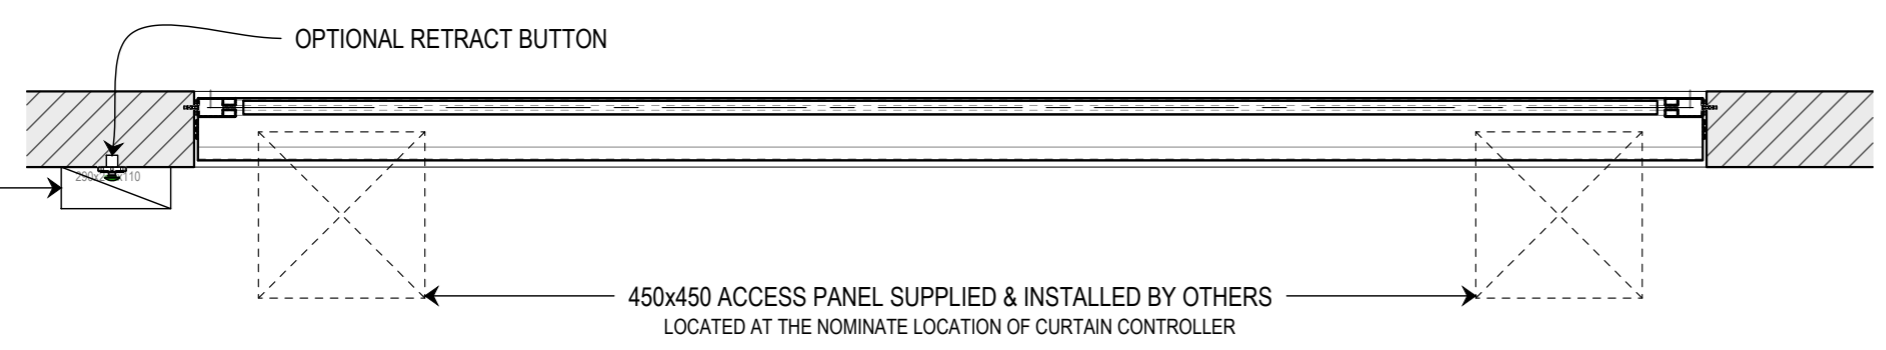 OPTIONAL RETRACT BUTTON
450x450 ACCESS PANEL SUPPLIED & INSTALLED BY OTHERS
LOCATED AT THE NOMINATE LOCATION OF CURTAIN CONTROLLER